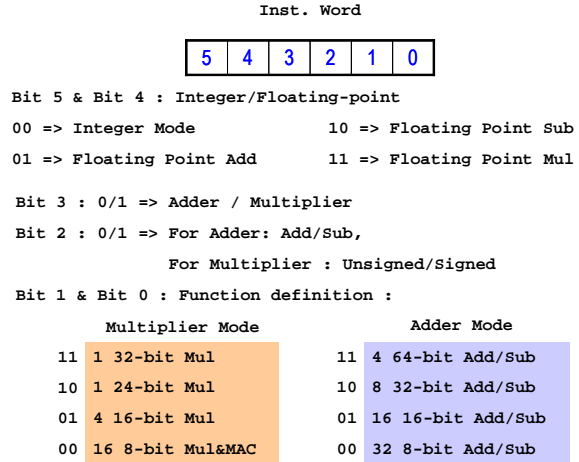 Inst. Word
5 4 3 2 1 0
Bit 5 & Bit 4 : Integer/Floating-point
00 => Integer Mode 10 => Floating Point Sub
01 => Floating Point Add 11 => Floating Point Mul
Bit 3 : 0/1 => Adder / Multiplier
Bit 2 : 0/1 => For Adder: Add/Sub,
For Multiplier : Unsigned/Signed
Bit 1 & Bit 0 : Function definition :
Multiplier Mode Adder Mode
11 1 32-bit Mul 11 4 64-bit Add/Sub
10 1 24-bit Mul 10 8 32-bit Add/Sub
01 4 16-bit Mul 01 16 16-bit Add/Sub
00 16 8-bit Mul&MAC 00 32 8-bit Add/Sub